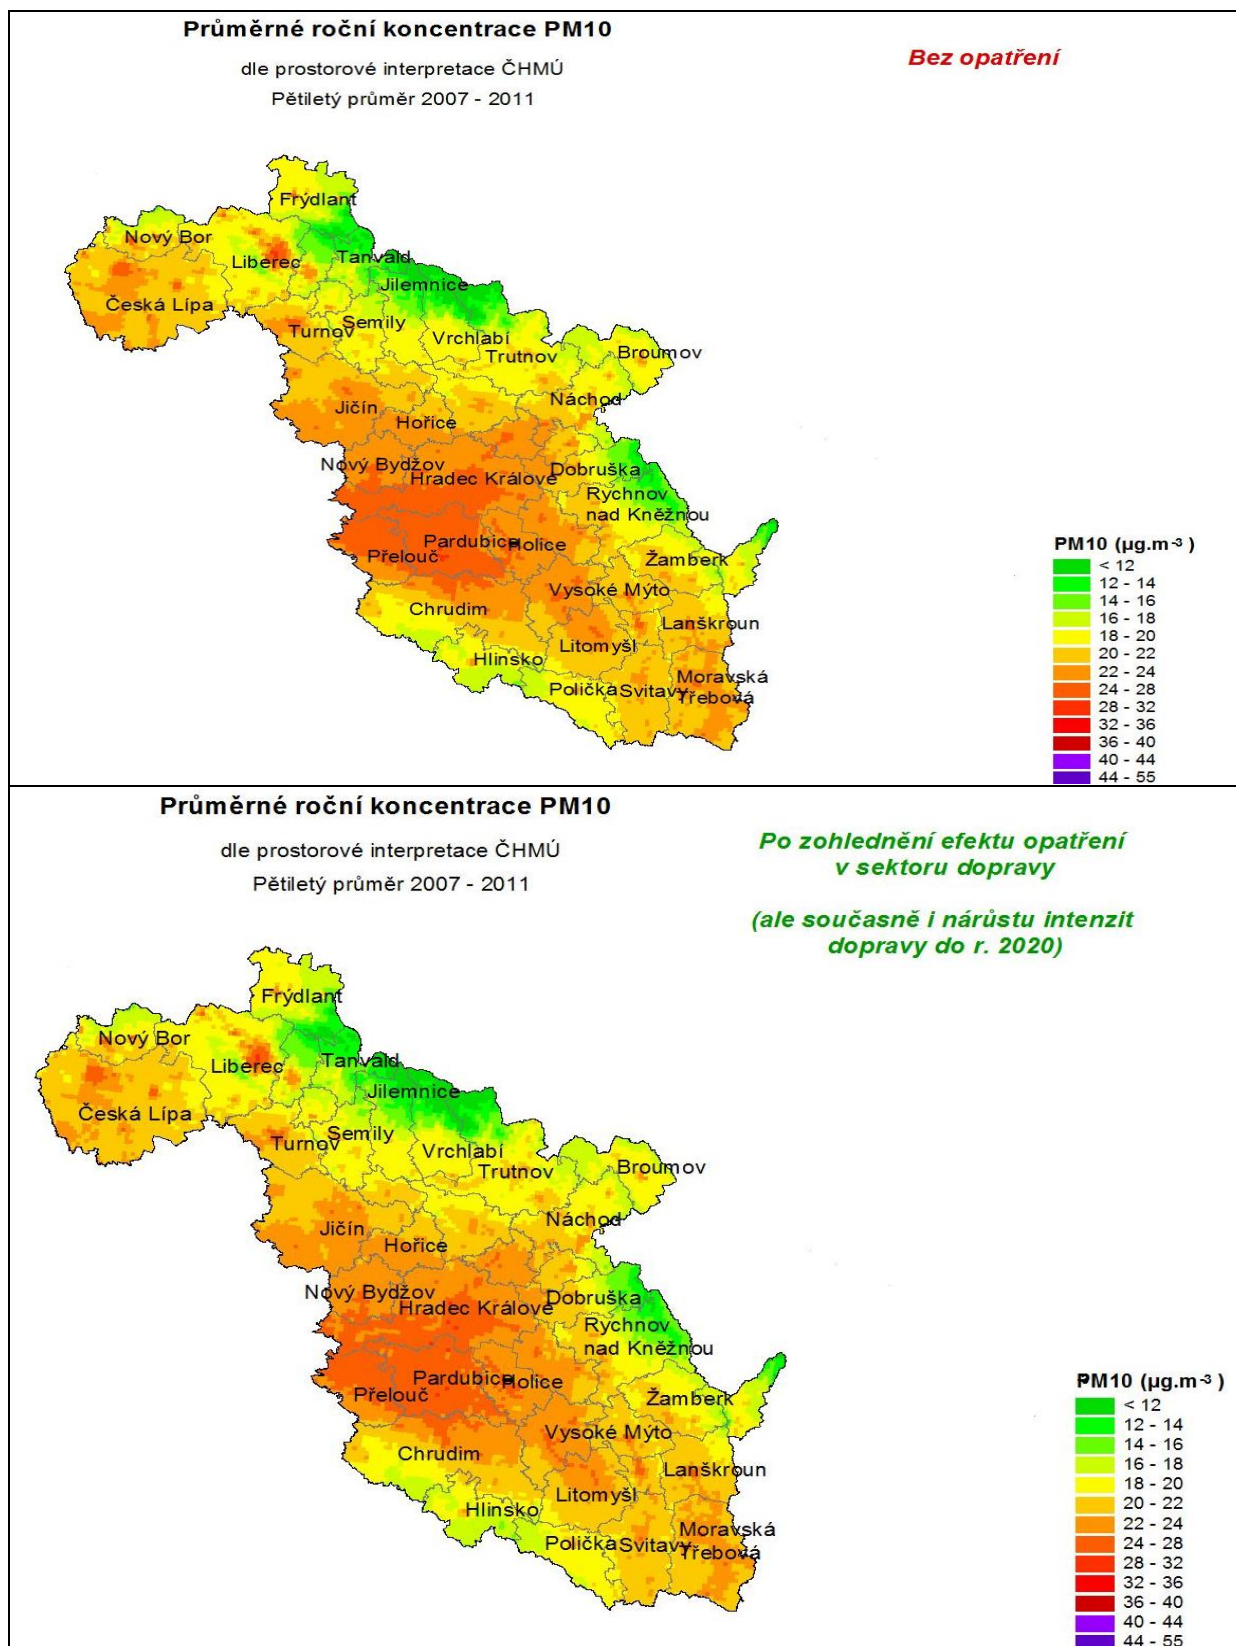 Průměrné roční koncentrace PM10
dle prostorové interpretace ČHMÚ
Pětiletý průměr 2007 - 2011
Bez opatření
Frýdlant
Nový Bor
Liberec
Tanvald
Jilemnice
Česká Lípa
Turnov
Semily
Vrchlabí
Trutnov
Broumov
Jičín
Hořice
Náchod
Nový Bydžov
Hradec Králové
Dobruška
Rychnov
nad Kněžnou
Pardubice
Holice
Přelouč
Žamberk
Vysoké Mýto
Chrudim
Lanškroun
Litomyšl
Hlinsko
Polička
Svitavy
Moravská
Třebová
PM10 (µg.m-3 )
< 12
12 - 14
14 - 16
16 - 18
18 - 20
20 - 22
22 - 24
24 - 28
28 - 32
32 - 36
36 - 40
40 - 44
44 - 55
Průměrné roční koncentrace PM10
dle prostorové interpretace ČHMÚ
Pětiletý průměr 2007 - 2011
Po zohlednění efektu opatření
v sektoru dopravy
(ale současně i nárůstu intenzit
dopravy do r. 2020)
Frýdlant
Nový Bor
Liberec
Tanvald
Jilemnice
Česká Lípa
Turnov
Semily
Vrchlabí
Trutnov
Broumov
Jičín
Hořice
Náchod
Nový Bydžov
Hradec Králové
Dobruška
Rychnov
nad Kněžnou
Pardubice
Holice
Přelouč
Žamberk
Vysoké Mýto
Chrudim
Lanškroun
Litomyšl
Hlinsko
Polička
Svitavy
Moravská
Třebová
PM10 (µg.m-3 )
< 12
12 - 14
14 - 16
16 - 18
18 - 20
20 - 22
22 - 24
24 - 28
28 - 32
32 - 36
36 - 40
40 - 44
44 - 55